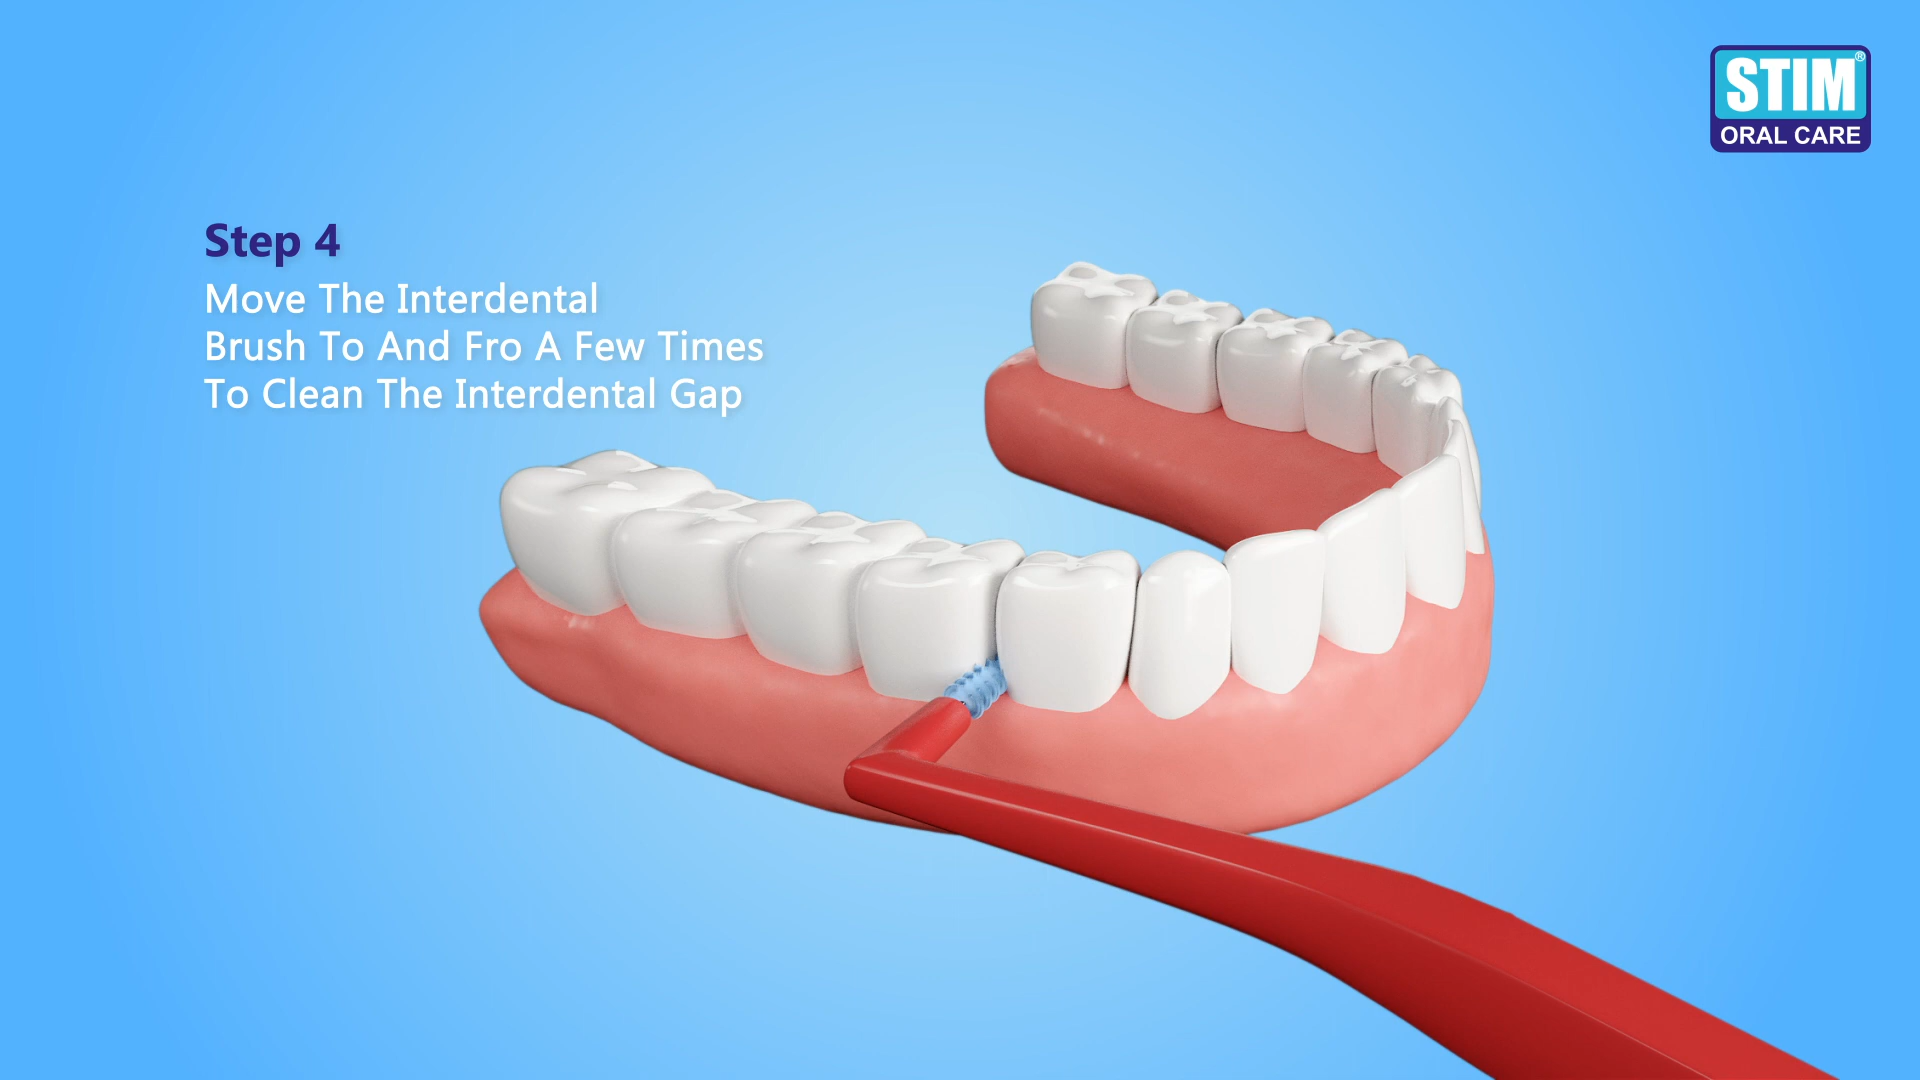 STIM®
ORAL CARE
Step 4
Move The Interdental
Brush To And Fro A Few Times
To Clean The Interdental Gap